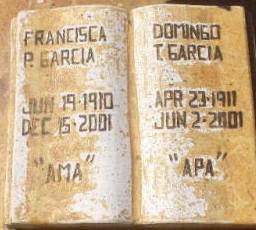 FRANCISCA
P. GARCIA
JUN 19-1910
DEC 15-2001
"AMA"
DOMINGO
T. GARCIA
APR 23-1911
JUN 2-2001
"APA"